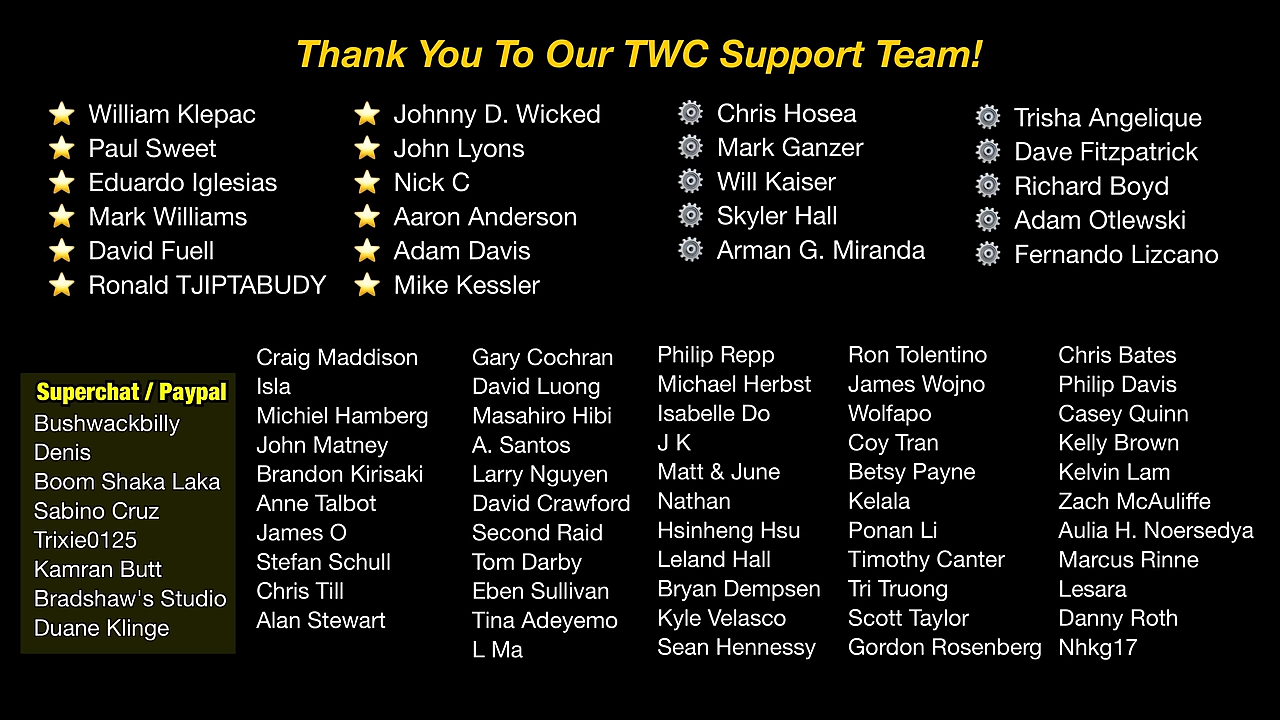 Thank You To Our TWC Support Team!
William Klepac
Paul Sweet
Eduardo Iglesias
Mark Williams
David Fuell
Ronald TJIPTABUDY
Johnny D. Wicked
John Lyons
Nick C
Aaron Anderson
Adam Davis
Mike Kessler
Chris Hosea
Mark Ganzer
Will Kaiser
Skyler Hall
Arman G. Miranda
Trisha Angelique
Dave Fitzpatrick
Richard Boyd
Adam Otlewski
Fernando Lizcano
Superchat / Paypal
Bushwackbilly
Denis
Boom Shaka Laka
Sabino Cruz
Trixie0125
Kamran Butt
Bradshaw's Studio
Duane Klinge
Craig Maddison
Isla
Michiel Hamberg
John Matney
Brandon Kirisaki
Anne Talbot
James O
Stefan Schull
Chris Till
Alan Stewart
Gary Cochran
David Luong
Masahiro Hibi
A. Santos
Larry Nguyen
David Crawford
Second Raid
Tom Darby
Eben Sullivan
Tina Adeyemo
L Ma
Philip Repp
Michael Herbst
Isabelle Do
J K
Matt & June
Nathan
Hsinheng Hsu
Leland Hall
Bryan Dempsen
Kyle Velasco
Sean Hennessy
Ron Tolentino
James Wojno
Wolfapo
Coy Tran
Betsy Payne
Kelala
Ponan Li
Timothy Canter
Tri Truong
Scott Taylor
Gordon Rosenberg
Chris Bates
Philip Davis
Casey Quinn
Kelly Brown
Kelvin Lam
Zach McAuliffe
Aulia H. Noersedya
Marcus Rinne
Lesara
Danny Roth
Nhkg17